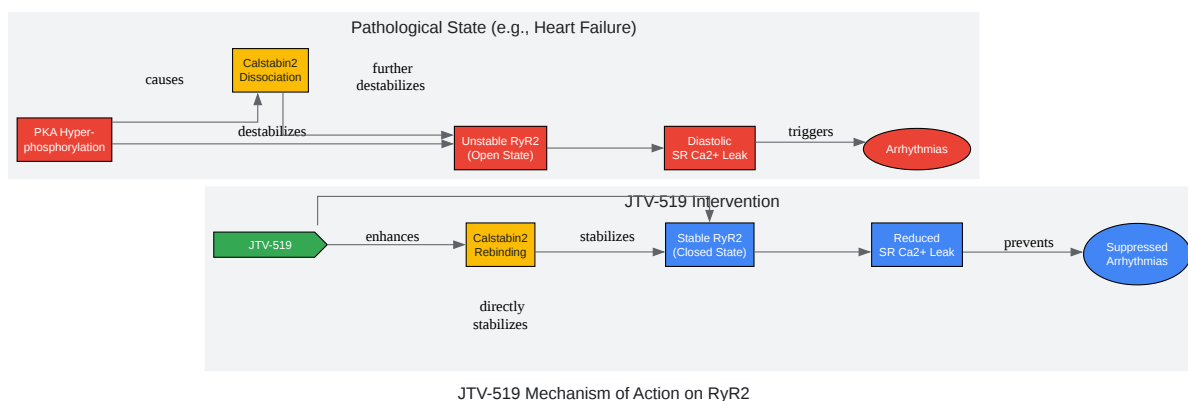 Pathological State (e.g., Heart Failure)
causes
Calstabin2
Dissociation
further
destabilizes
PKA Hyper-
phosphorylation
destabilizes
Unstable RyR2
(Open State)
Diastolic
SR Ca2+ Leak
triggers
Arrhythmias
JTV-519 Intervention
JTV-519
enhances
Calstabin2
Rebinding
stabilizes
Stable RyR2
(Closed State)
Reduced
SR Ca2+ Leak
prevents
Suppressed
Arrhythmias
directly
stabilizes
JTV-519 Mechanism of Action on RyR2